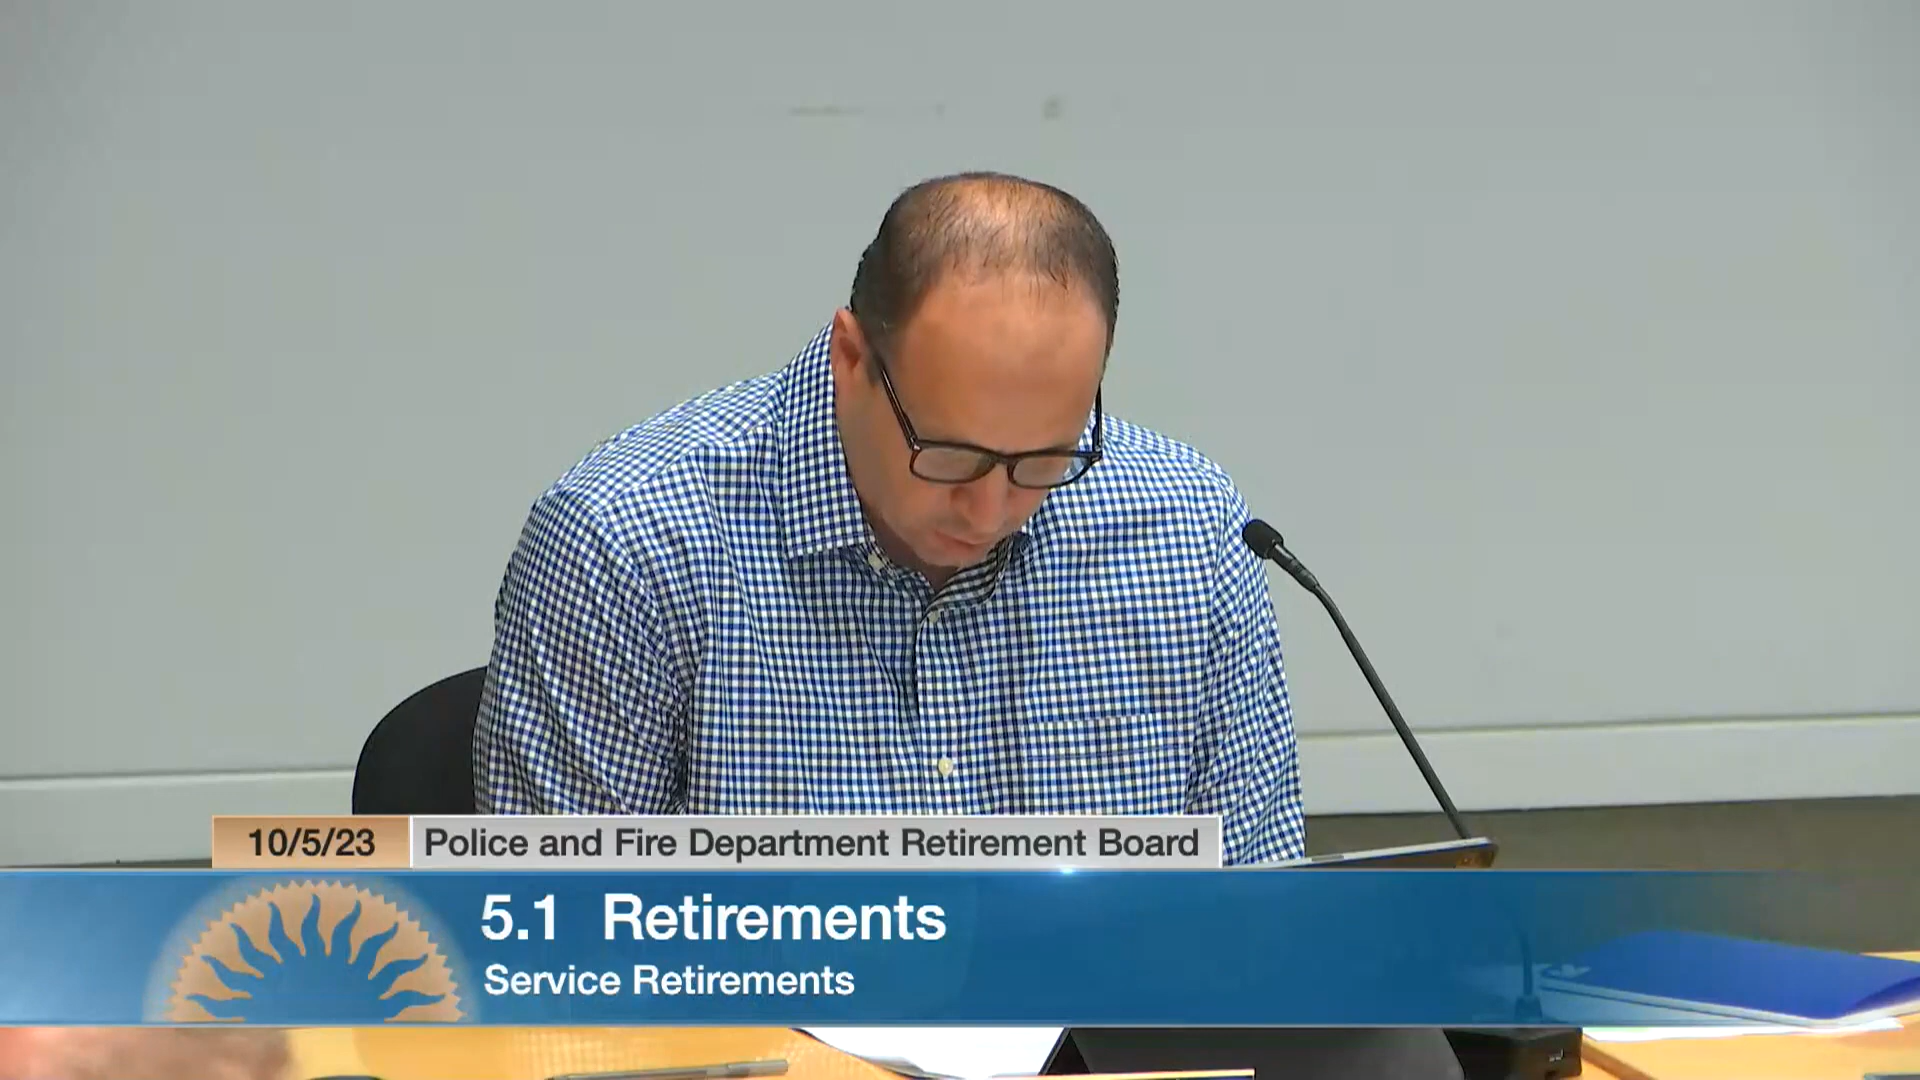 10/5/23 Police and Fire Department Retirement Board
5.1 Retirements
Service Retirements